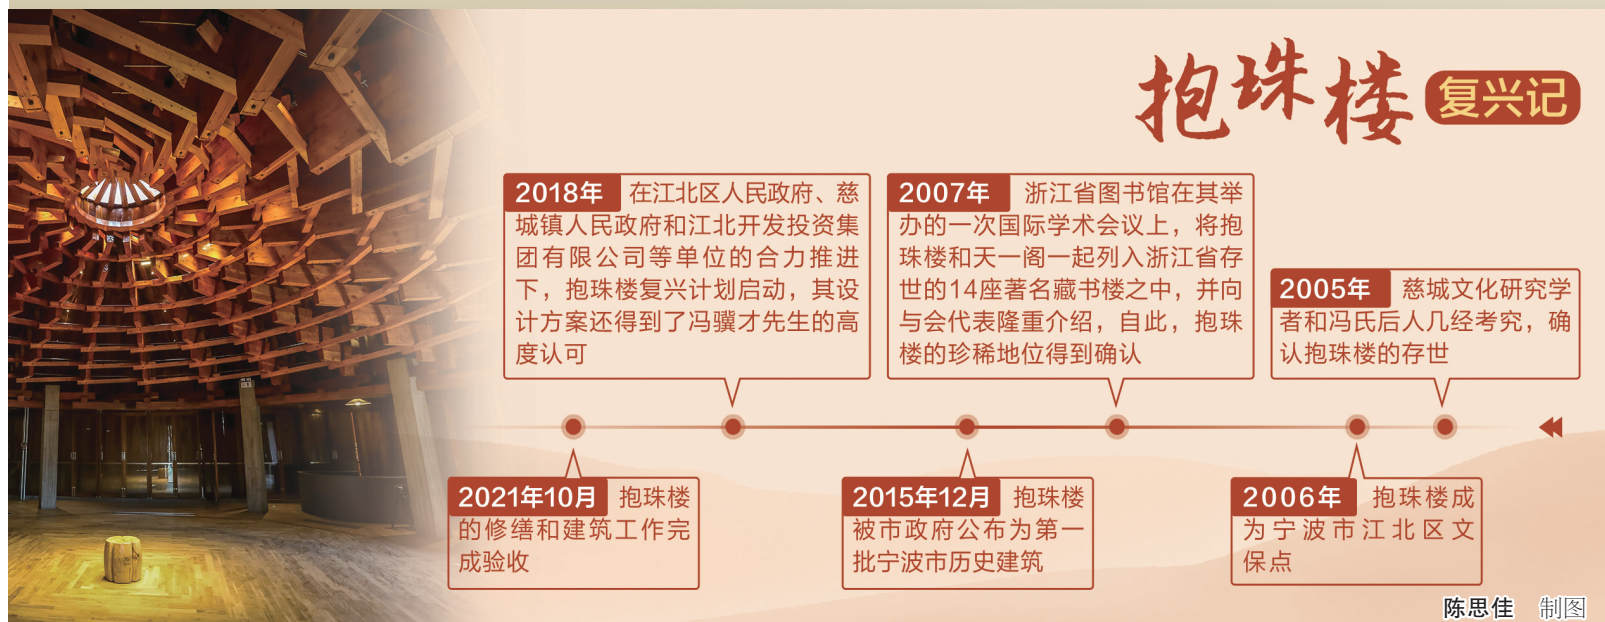 抱珠楼 复兴记
2018年 在江北区人民政府、慈
城镇人民政府和江北开发投资集
团有限公司等单位的合力推进
下，抱珠楼复兴计划启动，其设
计方案还得到了冯骥才先生的高
度认可
2007年 浙江省图书馆在其举
办的一次国际学术会议上，将抱
珠楼和天一阁一起列入浙江省存
世的14座著名藏书楼之中，并向
与会代表隆重介绍，自此，抱珠
楼的珍稀地位得到确认
2005年 慈城文化研究学
者和冯氏后人几经考究，确
认抱珠楼的存世
2021年10月 抱珠楼
的修缮和建筑工作完
成验收
2015年12月 抱珠楼
被市政府公布为第一
批宁波市历史建筑
2006年 抱珠楼成
为宁波市江北区文
保点
陈思佳 制图